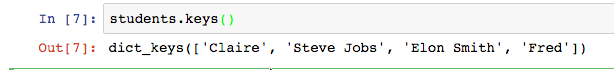 In [7]: students.keys()
Out[7]: dict_keys(['Claire', 'Steve Jobs', 'Elon Smith', 'Fred'])